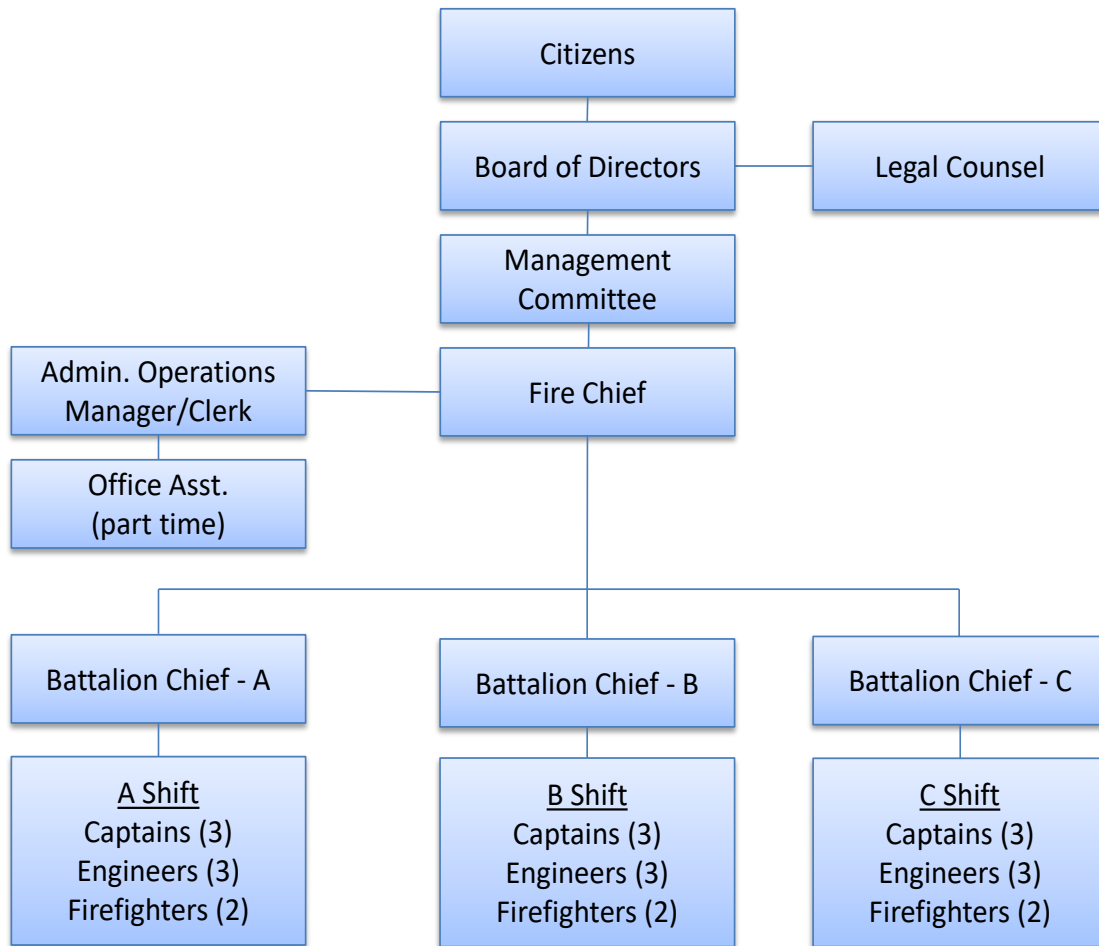 Citizens
Board of Directors
Legal Counsel
Management
Committee
Admin. Operations
Manager/Clerk
Fire Chief
Office Asst.
(part time)
Battalion Chief - A
Battalion Chief - B
Battalion Chief - C
A Shift
Captains (3)
Engineers (3)
Firefighters (2)
B Shift
Captains (3)
Engineers (3)
Firefighters (2)
C Shift
Captains (3)
Engineers (3)
Firefighters (2)